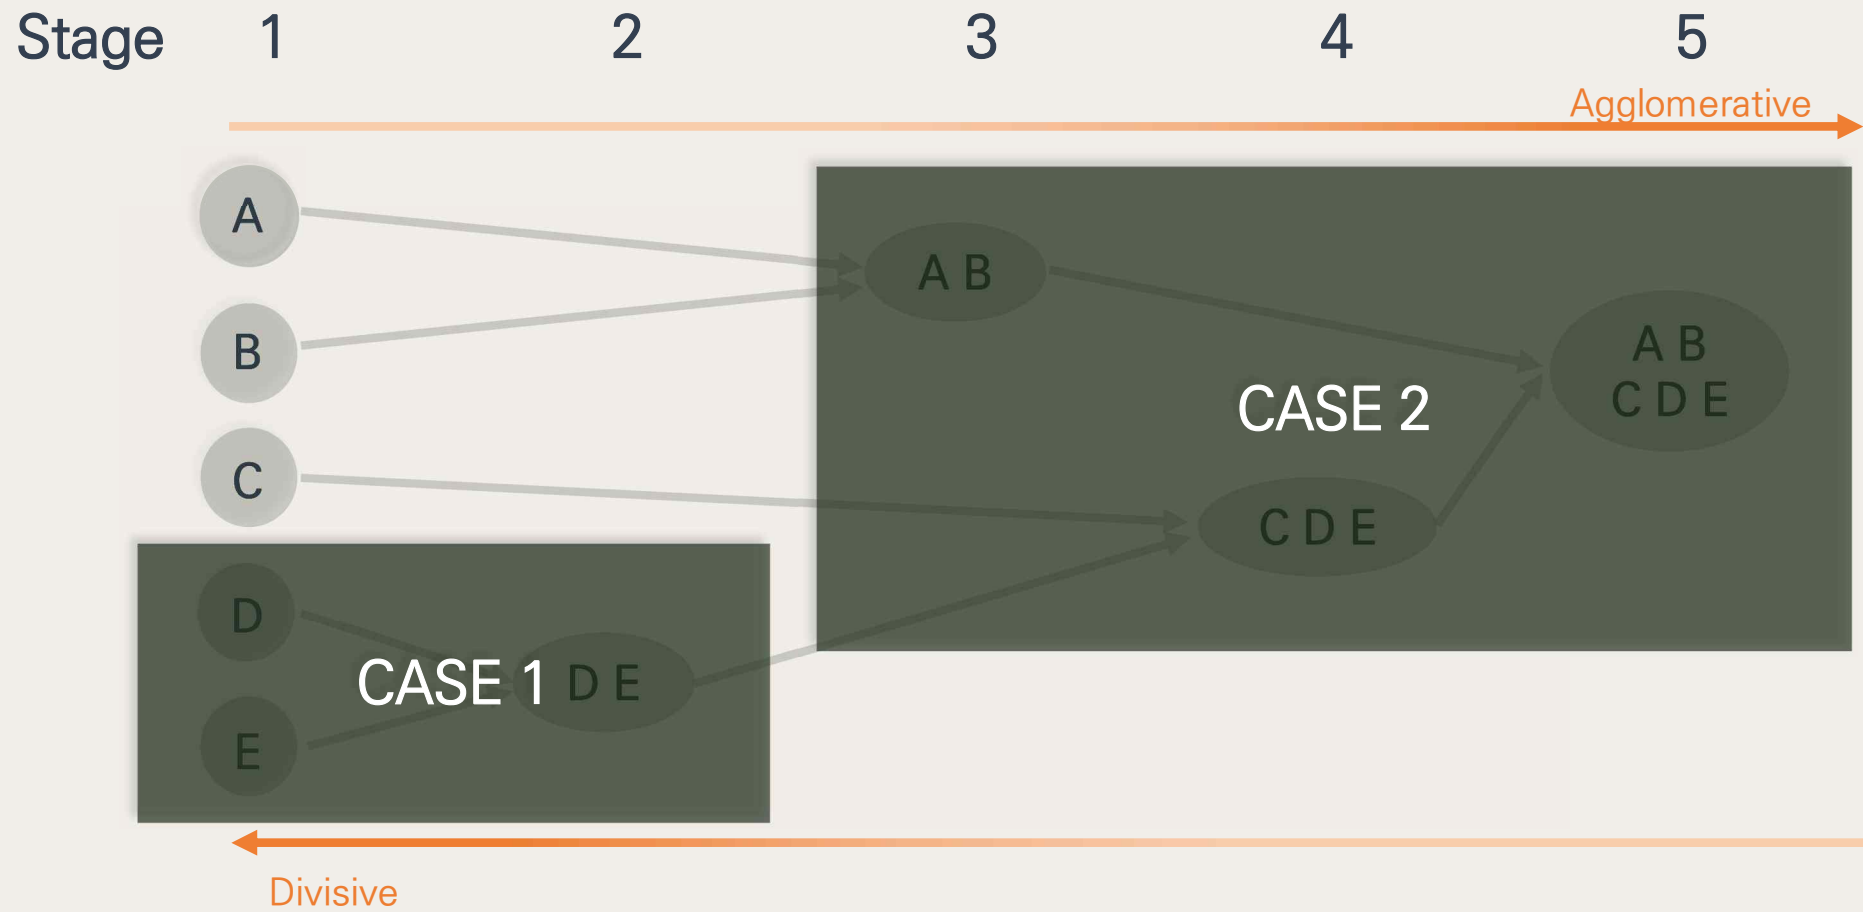 Stage 1 2 3 4 5
Agglomerative
A
A B
B
A B
C D E
CASE 2
C
C D E
D
CASE 1 D E
E
Divisive